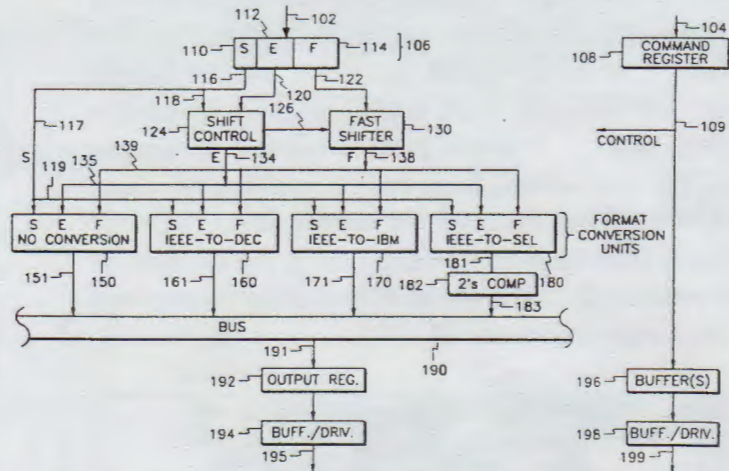 112 102 104
110 S E F 114 106 108 COMMAND REGISTER
116 120 122
118 126
117 124 SHIFT CONTROL FAST SHIFTER 130 109
CONTROL
S 139 E 134 F 138
119 135
S E F S E F S E F S E F
NO CONVERSION IEEE-TO-DEC IEEE-TO-IBM IEEE-TO-SEL FORMAT CONVERSION UNITS
151 150 161 160 171 170 181 180
182 2's COMP
183
BUS
191 190
192 OUTPUT REG. 196 BUFFER(S)
194 BUFF./DRIV. 198 BUFF./DRIV.
195 199